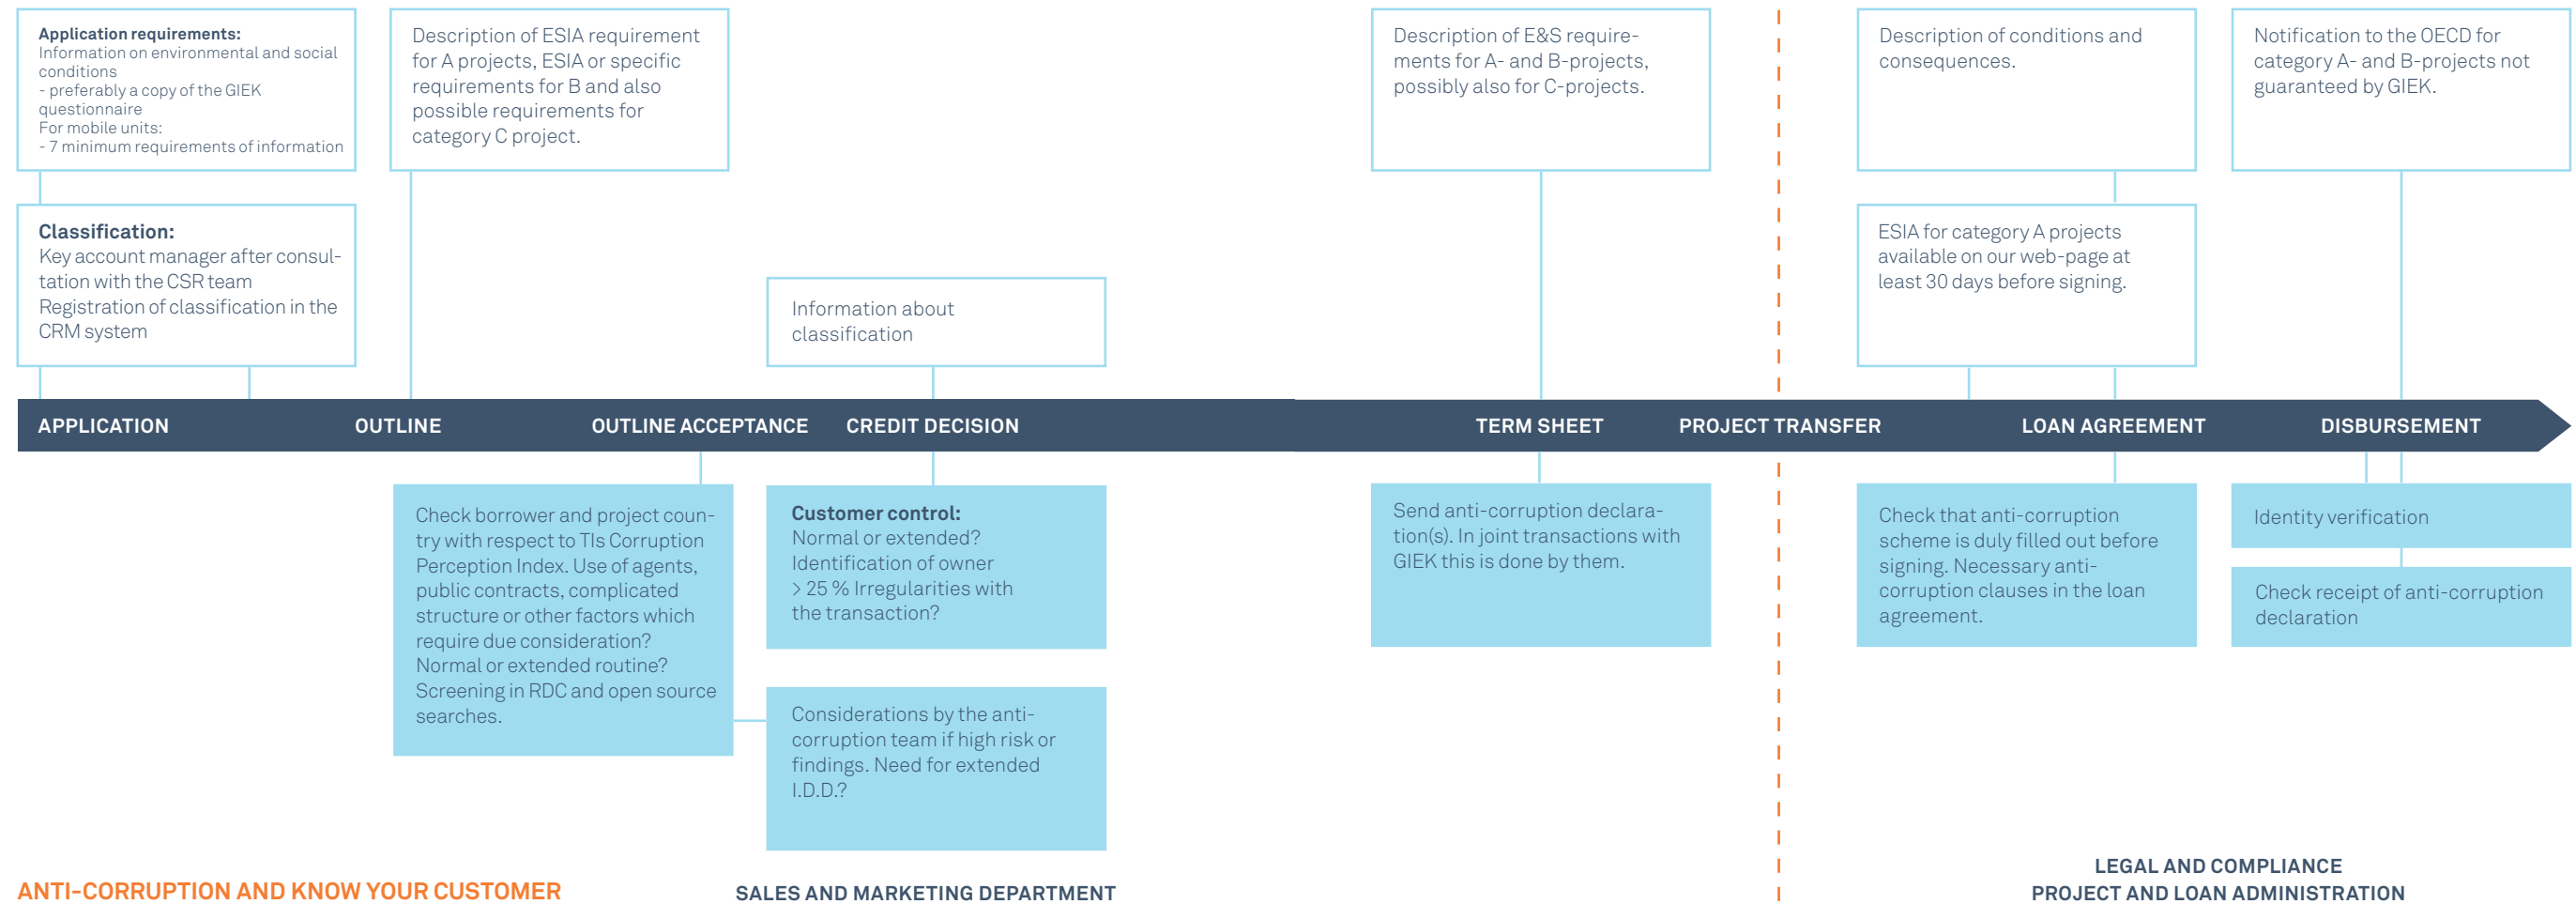 Application requirements:
Information on environmental and social
conditions
- preferably a copy of the GIEK
questionnaire
For mobile units:
- 7 minimum requirements of information
Description of ESIA requirement
for A projects, ESIA or specific
requirements for B and also
possible requirements for
category C project.
Description of E&S require-
ments for A- and B-projects,
possibly also for C-projects.
Description of conditions and
consequences.
Notification to the OECD for
category A- and B-projects not
guaranteed by GIEK.
Classification:
Key account manager after consul-
tation with the CSR team
Registration of classification in the
CRM system
Information about
classification
ESIA for category A projects
available on our web-page at
least 30 days before signing.
APPLICATION
OUTLINE
OUTLINE ACCEPTANCE
CREDIT DECISION
TERM SHEET
PROJECT TRANSFER
LOAN AGREEMENT
DISBURSEMENT
Check borrower and project coun-
try with respect to TIs Corruption
Perception Index. Use of agents,
public contracts, complicated
structure or other factors which
require due consideration?
Normal or extended routine?
Screening in RDC and open source
searches.
Customer control:
Normal or extended?
Identification of owner
> 25 % Irregularities with
the transaction?
Considerations by the anti-
corruption team if high risk or
findings. Need for extended
I.D.D.?
Send anti-corruption declara-
tion(s). In joint transactions with
GIEK this is done by them.
Check that anti-corruption
scheme is duly filled out before
signing. Necessary anti-
corruption clauses in the loan
agreement.
Identity verification
Check receipt of anti-corruption
declaration
ANTI-CORRUPTION AND KNOW YOUR CUSTOMER
SALES AND MARKETING DEPARTMENT
LEGAL AND COMPLIANCE
PROJECT AND LOAN ADMINISTRATION